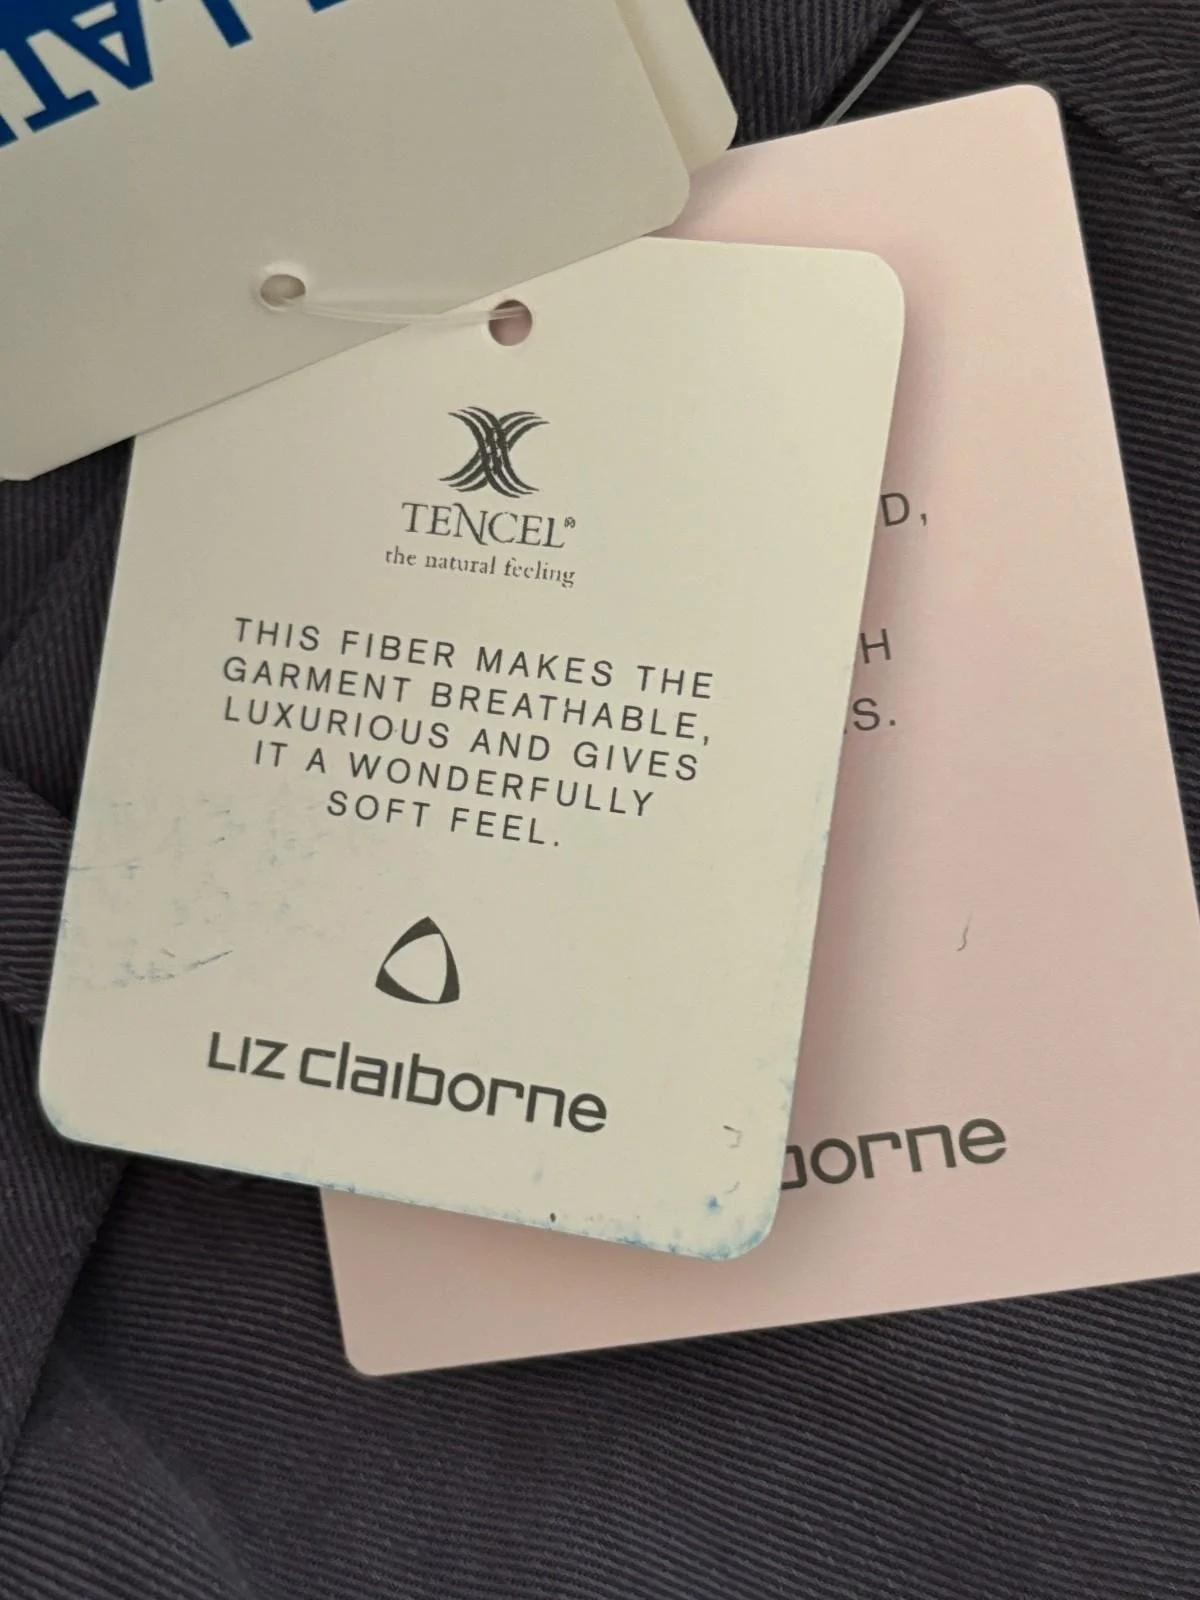 TENCEL®
the natural feeling
THIS FIBER MAKES THE
GARMENT BREATHABLE,
LUXURIOUS AND GIVES
IT A WONDERFULLY
SOFT FEEL.
LIZ claiborne
D,
H
S.
borne